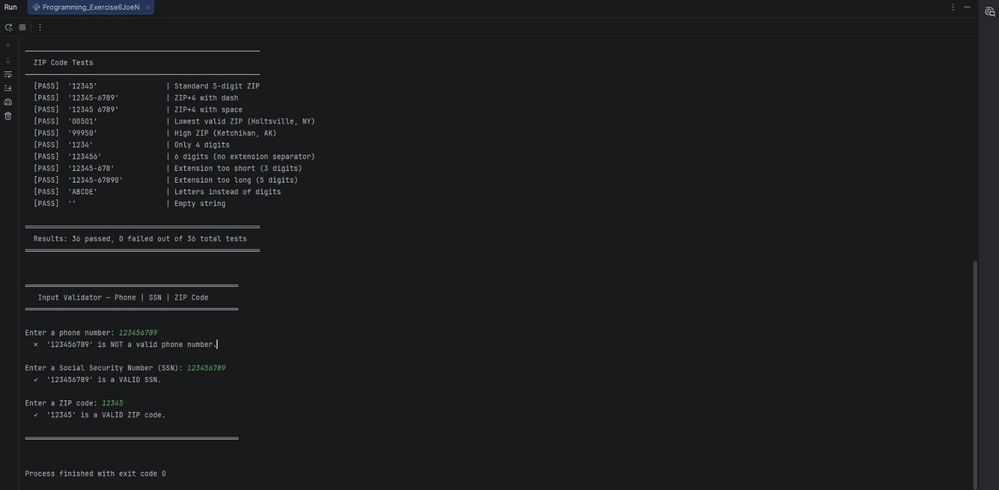 Run Programming_Exercise6JoeN
ZIP Code Tests
[PASS] '12345' | Standard 5-digit ZIP
[PASS] '12345-6789' | ZIP+4 with dash
[PASS] '12345 6789' | ZIP+4 with space
[PASS] '00501' | Lowest valid ZIP (Holtsville, NY)
[PASS] '99950' | High ZIP (Ketchikan, AK)
[PASS] '1234' | Only 4 digits
[PASS] '123456' | 6 digits (no extension separator)
[PASS] '12345-678' | Extension too short (3 digits)
[PASS] '12345-67890' | Extension too long (5 digits)
[PASS] 'ABCDE' | Letters instead of digits
[PASS] '' | Empty string
Results: 36 passed, 0 failed out of 36 total tests
Input Validator — Phone | SSN | ZIP Code
Enter a phone number: 123456789
✕ '123456789' is NOT a valid phone number.
Enter a Social Security Number (SSN): 123456789
✓ '123456789' is a VALID SSN.
Enter a ZIP code: 12345
✓ '12345' is a VALID ZIP code.
Process finished with exit code 0